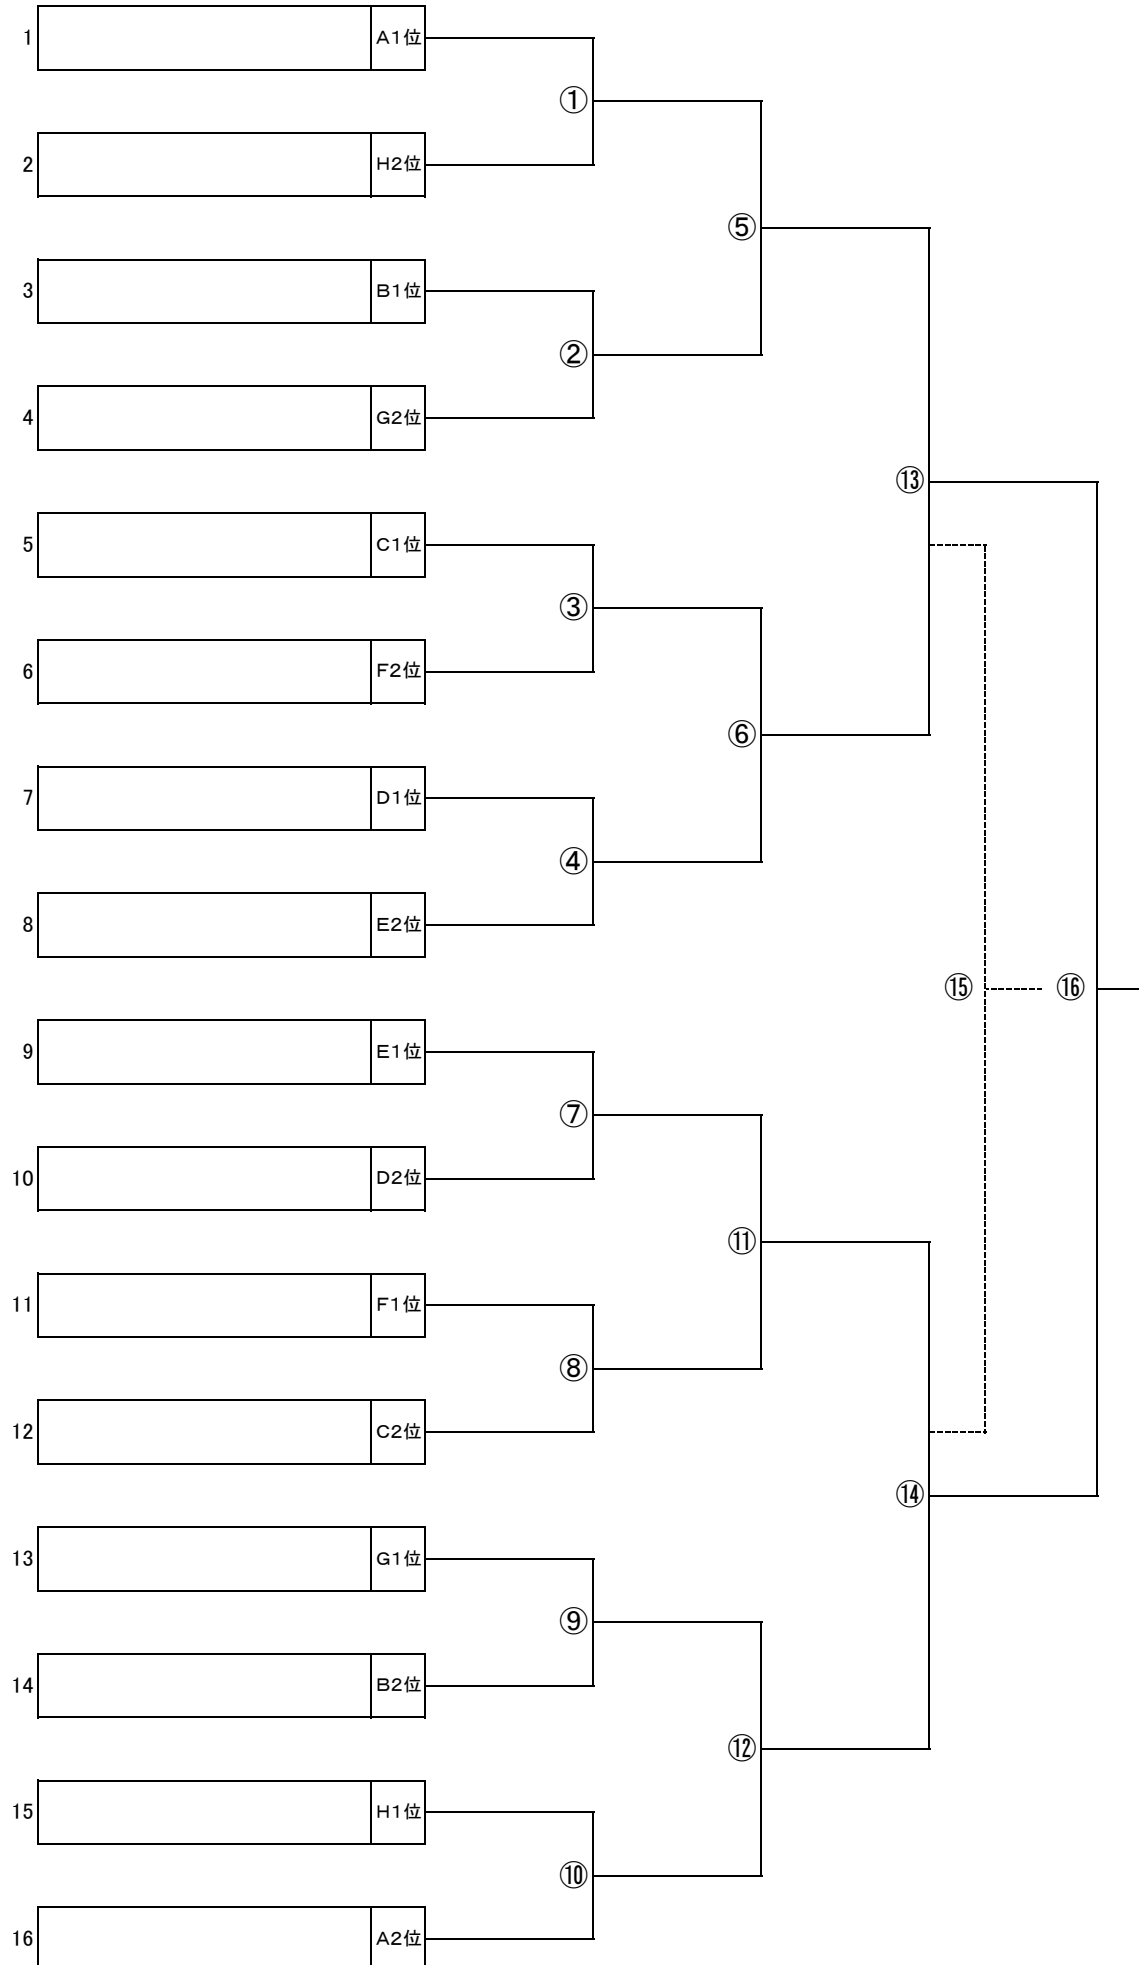 1 A1位
①
2 H2位
⑤
3 B1位
②
4 G2位
⑬
5 C1位
③
6 F2位
⑥
7 D1位
④
8 E2位
⑮ ⑯
9 E1位
⑦
10 D2位
⑪
11 F1位
⑧
12 C2位
⑭
13 G1位
⑨
14 B2位
⑫
15 H1位
⑩
16 A2位